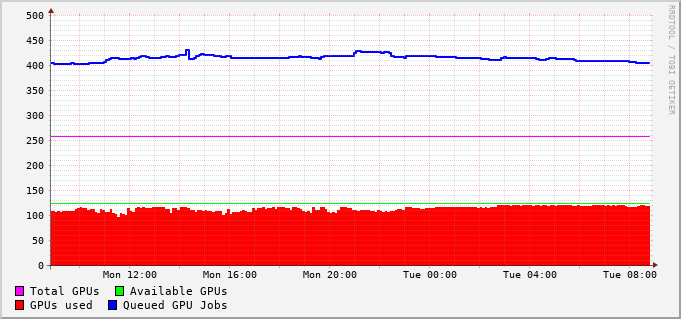 500
450
400
350
300
250
200
150
100
50
0
Mon 12:00 Mon 16:00 Mon 20:00 Tue 00:00 Tue 04:00 Tue 08:00
Total GPUs Available GPUs
GPUs used Queued GPU Jobs
RRDTOOL / TOBI OETIKER